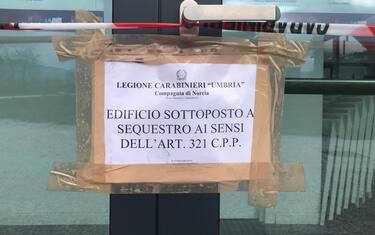 LEGIONE CARABINIERI "UMBRIA"
Compagnia di Norcia
EDIFICIO SOTTOPOSTO A
SEQUESTRO AI SENSI
DELL'ART. 321 C.P.P.